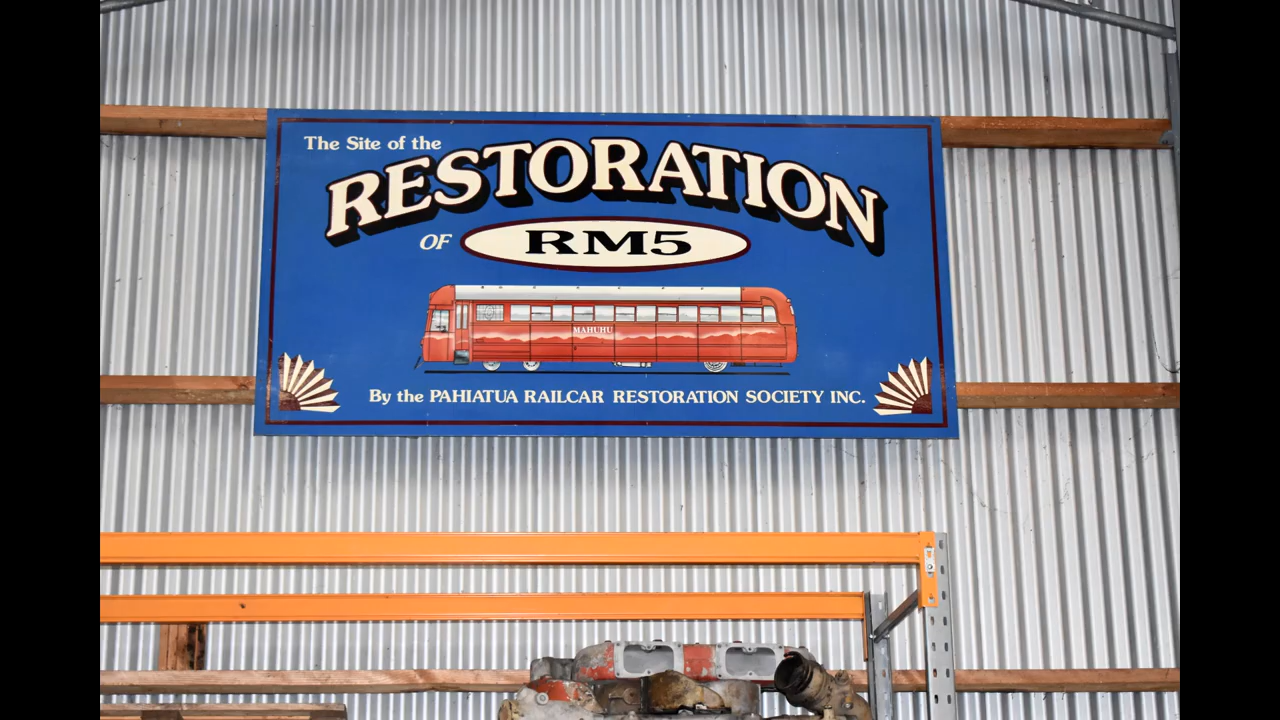 The Site of the
RESTORATION
OF RM5
MAHUHU
By the PAHIATUA RAILCAR RESTORATION SOCIETY INC.